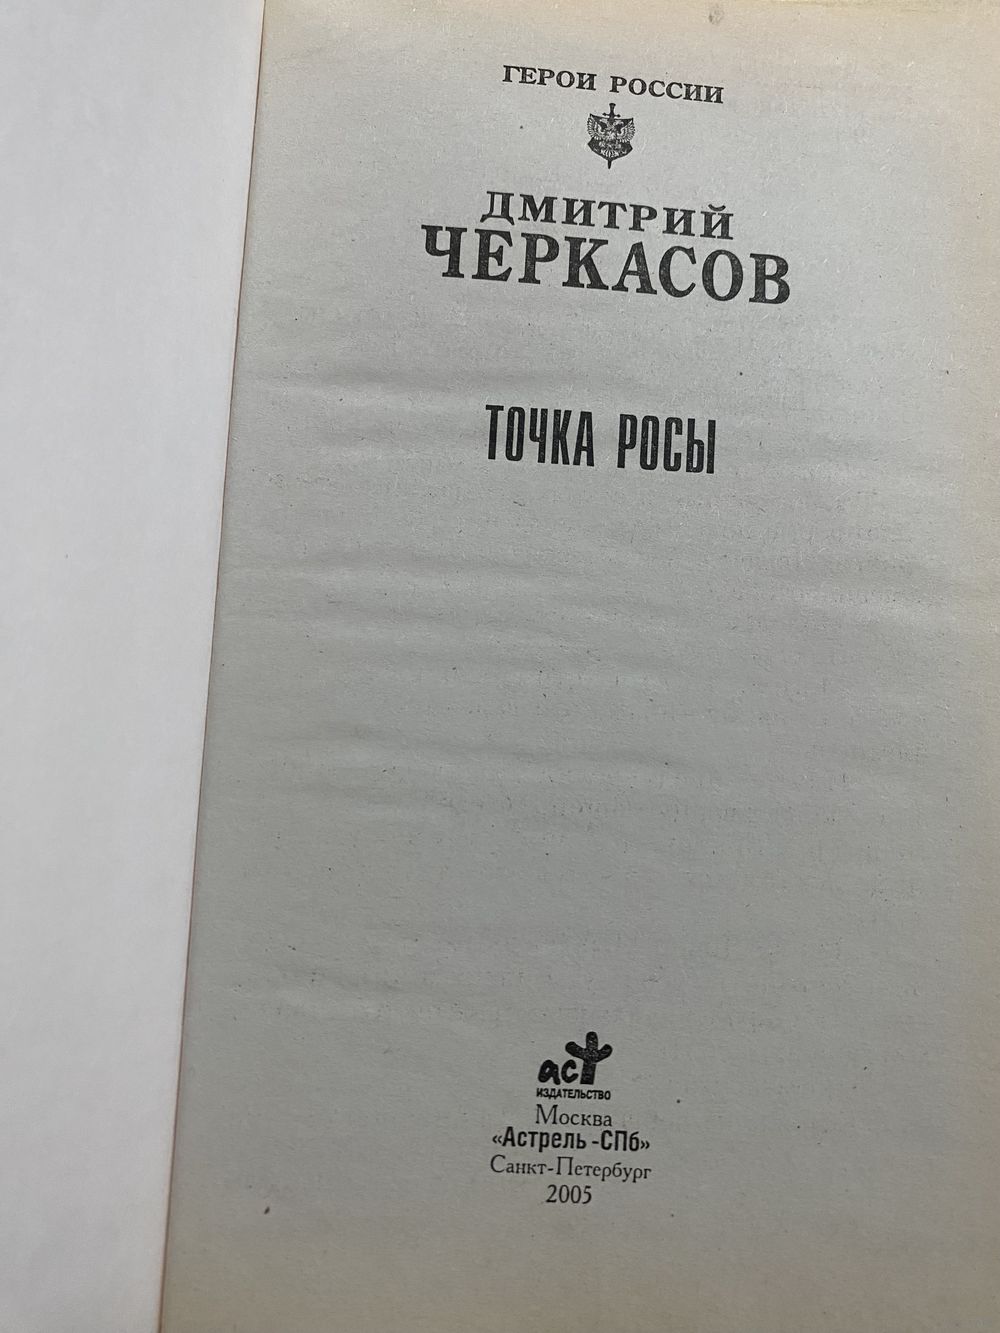 ГЕРОИ РОССИИ
ДМИТРИЙ
ЧЕРКАСОВ
ТОЧКА РОСЫ
аст
ИЗДАТЕЛЬСТВО
Москва
«Астрель-СПб»
Санкт-Петербург
2005